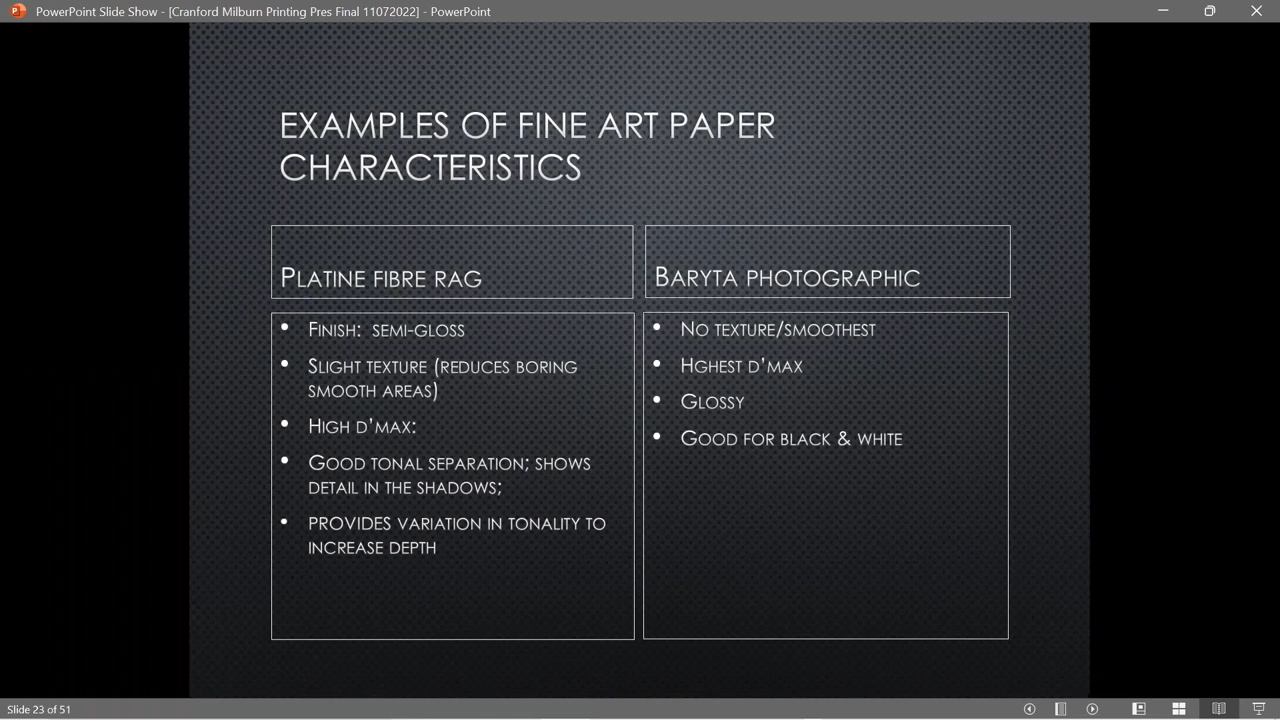 PowerPoint Slide Show - [Cranford Milburn Printing Pres Final 11072022] - PowerPoint
EXAMPLES OF FINE ART PAPER
CHARACTERISTICS
PLATINE FIBRE RAG
• FINISH: SEMI-GLOSS
• SLIGHT TEXTURE (REDUCES BORING
SMOOTH AREAS)
• HIGH D'MAX:
• GOOD TONAL SEPARATION; SHOWS
DETAIL IN THE SHADOWS;
• PROVIDES VARIATION IN TONALITY TO
INCREASE DEPTH
BARYTA PHOTOGRAPHIC
• NO TEXTURE/SMOOTHEST
• HGHEST D'MAX
• GLOSSY
• GOOD FOR BLACK & WHITE
Slide 23 of 51